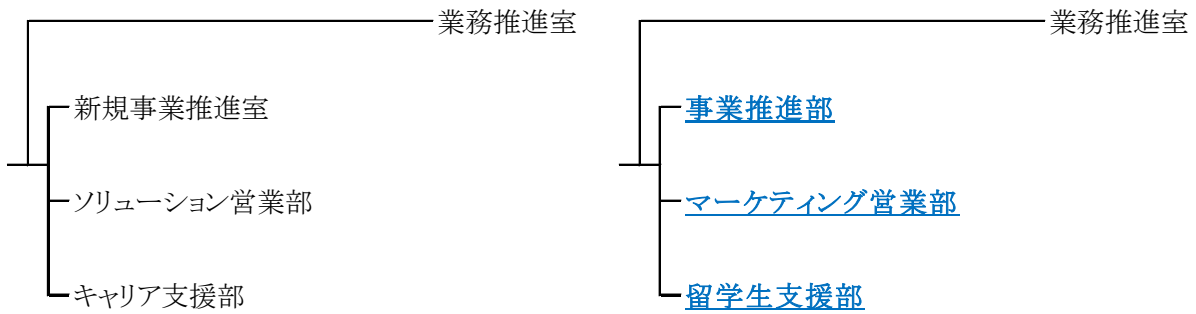 業務推進室
新規事業推進室
ソリューション営業部
キャリア支援部
業務推進室
事業推進部
マーケティング営業部
留学生支援部